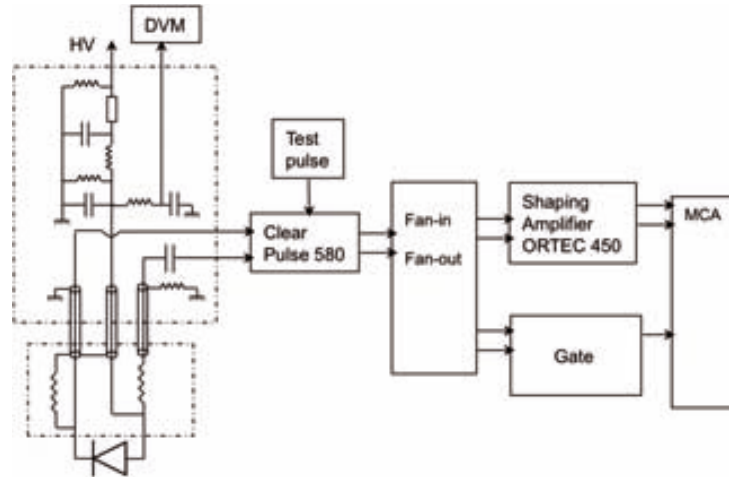 DVM
HV
Test
pulse
Clear
Pulse 580
Fan-in
Fan-out
Shaping
Amplifier
ORTEC 450
MCA
Gate